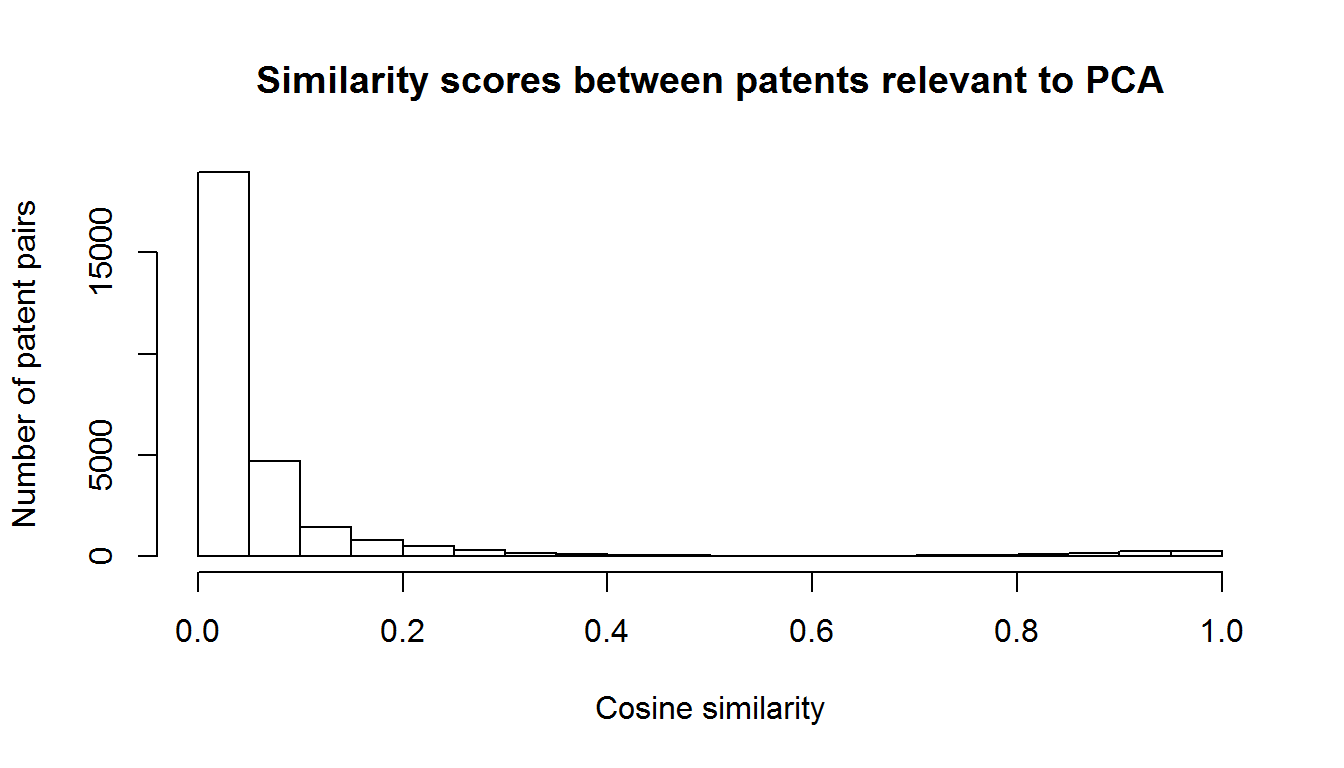 Similarity scores between patents relevant to PCA
Number of patent pairs
15000
5000
0
0.0 0.2 0.4 0.6 0.8 1.0
Cosine similarity